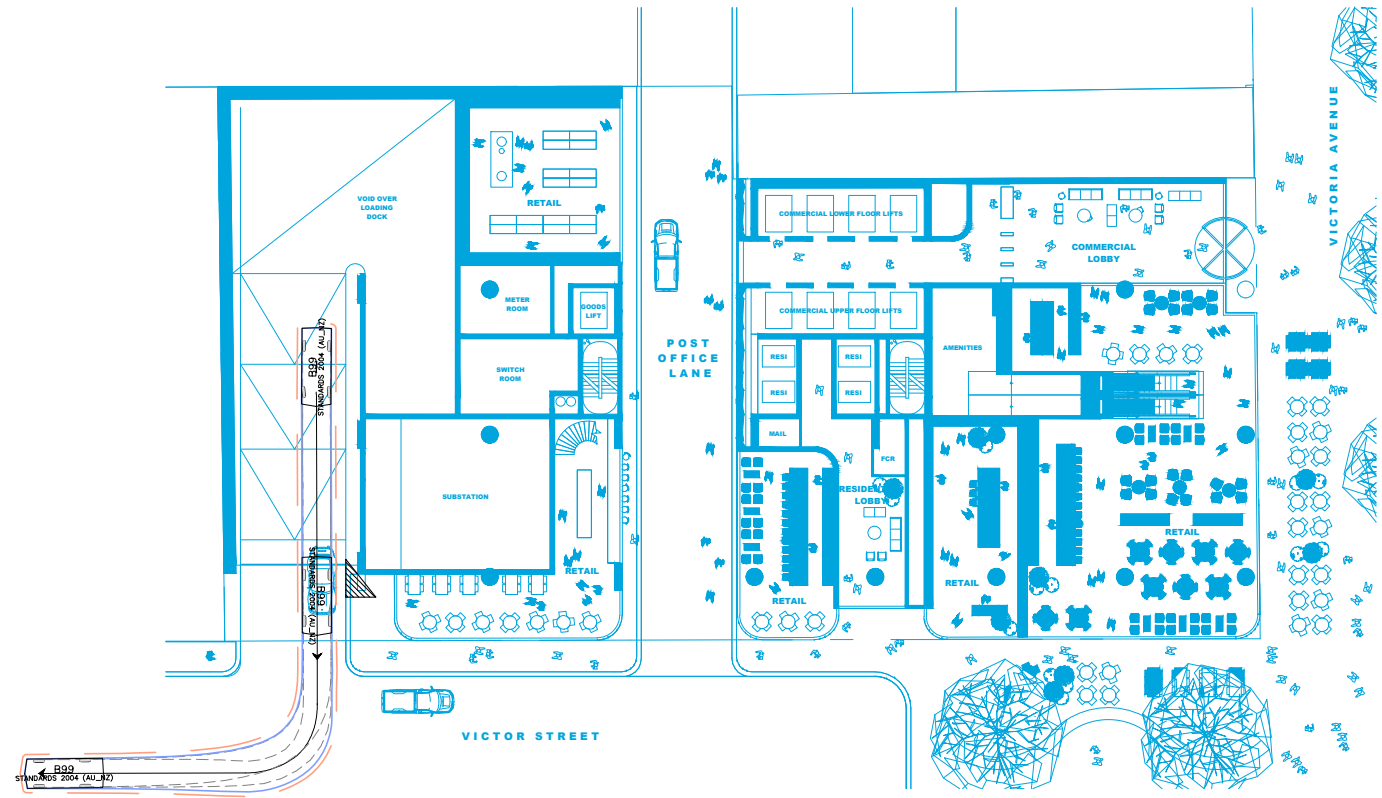 VICTORIA AVENUE
VOID OVER
LOADING
DOCK
RETAIL
COMMERCIAL LOWER FLOOR LIFTS
COMMERCIAL
LOBBY
METER
ROOM
GOODS
LIFT
COMMERCIAL UPPER FLOOR LIFTS
POST
OFFICE
LANE
AMENITIES
RESI
RESI
SWITCH
ROOM
RESI
RESI
B99
STANDARDS 2004 (AU_NZ)
MAIL
FCR
SUBSTATION
RESIDENTIAL
LOBBY
RETAIL
RETAIL
RETAIL
RETAIL
B99
STANDARDS 2004 (AU_NZ)
VICTOR STREET
B99
STANDARDS 2004 (AU_NZ)